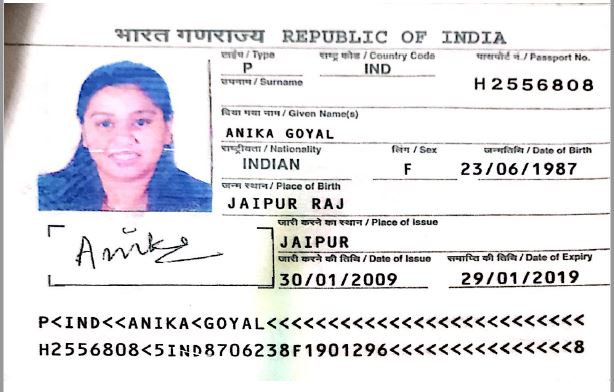 भारत गणराज्य REPUBLIC OF INDIA
टाईप / Type राष्ट्र कोड / Country Code पासपोर्ट नं. / Passport No.
P IND H2556808
उपनाम / Surname
दिया गया नाम / Given Name(s)
ANIKA GOYAL
राष्ट्रीयता / Nationality लिंग / Sex जन्मतिथि / Date of Birth
INDIAN F 23/06/1987
जन्म स्थान / Place of Birth
JAIPUR RAJ
जारी करने का स्थान / Place of Issue
JAIPUR
Anika
जारी करने की तिथि / Date of Issue समाप्ति की तिथि / Date of Expiry
30/01/2009 29/01/2019
P<IND<<ANIKA<GOYAL<<<<<<<<<<<<<<<<<<<<<<<<<<
H2556808<5IND8706238F1901296<<<<<<<<<<<<<<<8